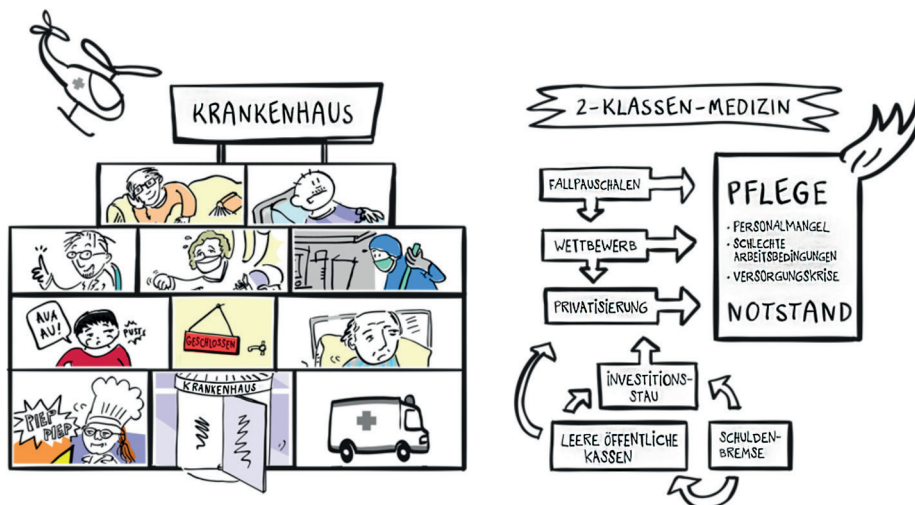 KRANKENHAUS
AUA
AU!
PUSTE
GESCHLOSSEN
PIEP
PIEP
KRANKENHAUS
2-KLASSEN-MEDIZIN
FALLPAUSCHALEN
WETTBEWERB
PRIVATISIERUNG
PFLEGE
• PERSONALMANGEL
• SCHLECHTE
ARBEITSBEDINGUNGEN
• VERSORGUNGSKRISE
NOTSTAND
INVESTITIONS-
STAU
LEERE ÖFFENTLICHE
KASSEN
SCHULDEN-
BREMSE